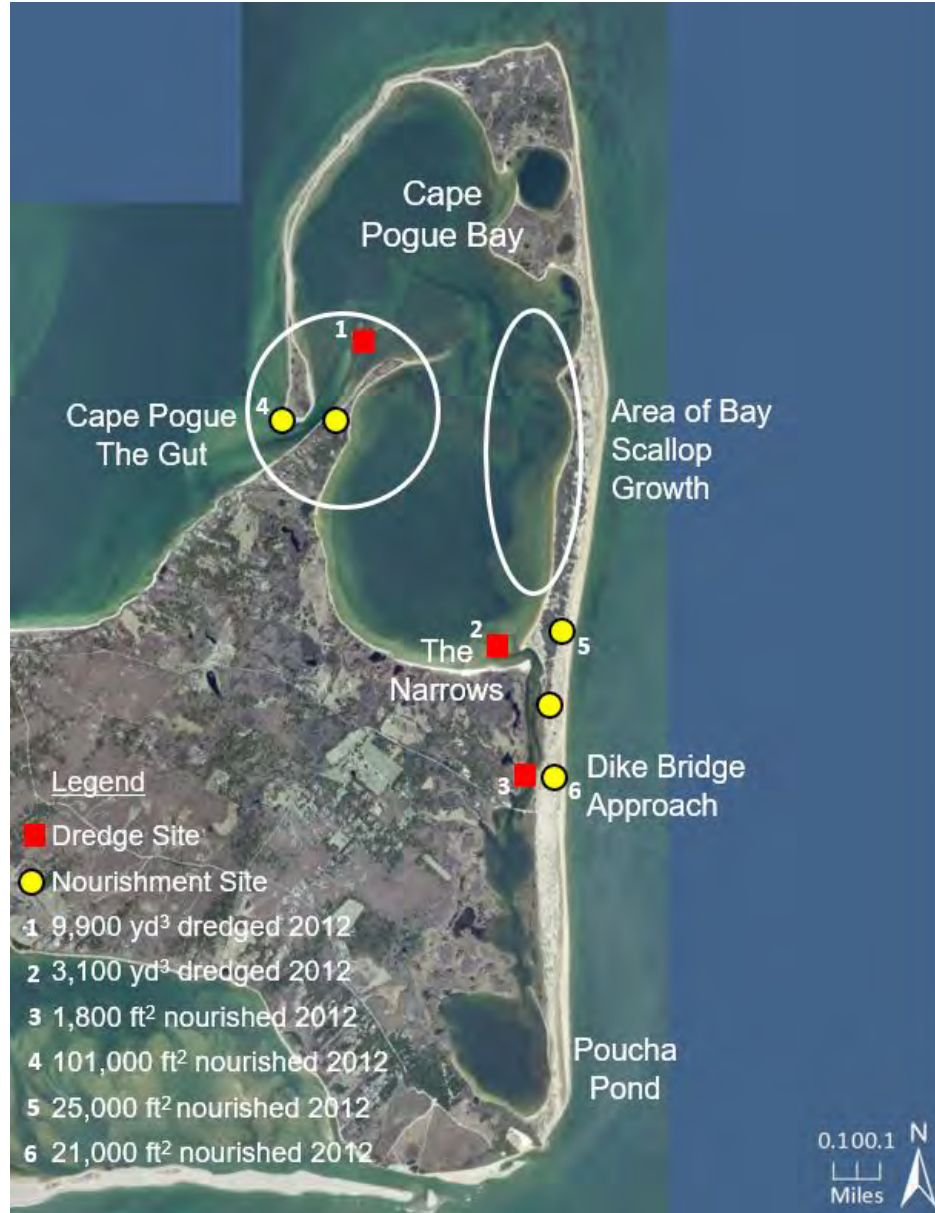 Cape
Pogue Bay
1
Cape Pogue
The Gut
4
Area of Bay
Scallop
Growth
2
The
Narrows
5
3
6
Dike Bridge
Approach
Legend
Dredge Site
Nourishment Site
1 9,900 yd³ dredged 2012
2 3,100 yd³ dredged 2012
3 1,800 ft² nourished 2012
4 101,000 ft² nourished 2012
5 25,000 ft² nourished 2012
6 21,000 ft² nourished 2012
Poucha
Pond
0.100.1
Miles
N